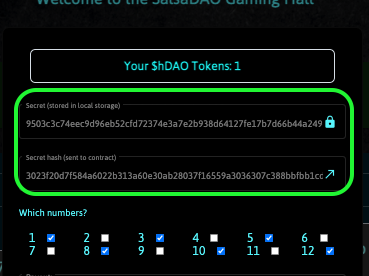 Welcome to the SalsaDAO Gaming Hall
Your $hDAO Tokens: 1
Secret (stored in local storage)
9503c3c74eec9d96eb52cfd72374e3a7e2b938d64127fe17b7d66b44a249
Secret hash (sent to contract)
3023f20d7f584a6022b313a60e30ab28037f16559a3036307c388bbfbb1cc
Which numbers?
1 2 3 4 5 6
7 8 9 10 11 12